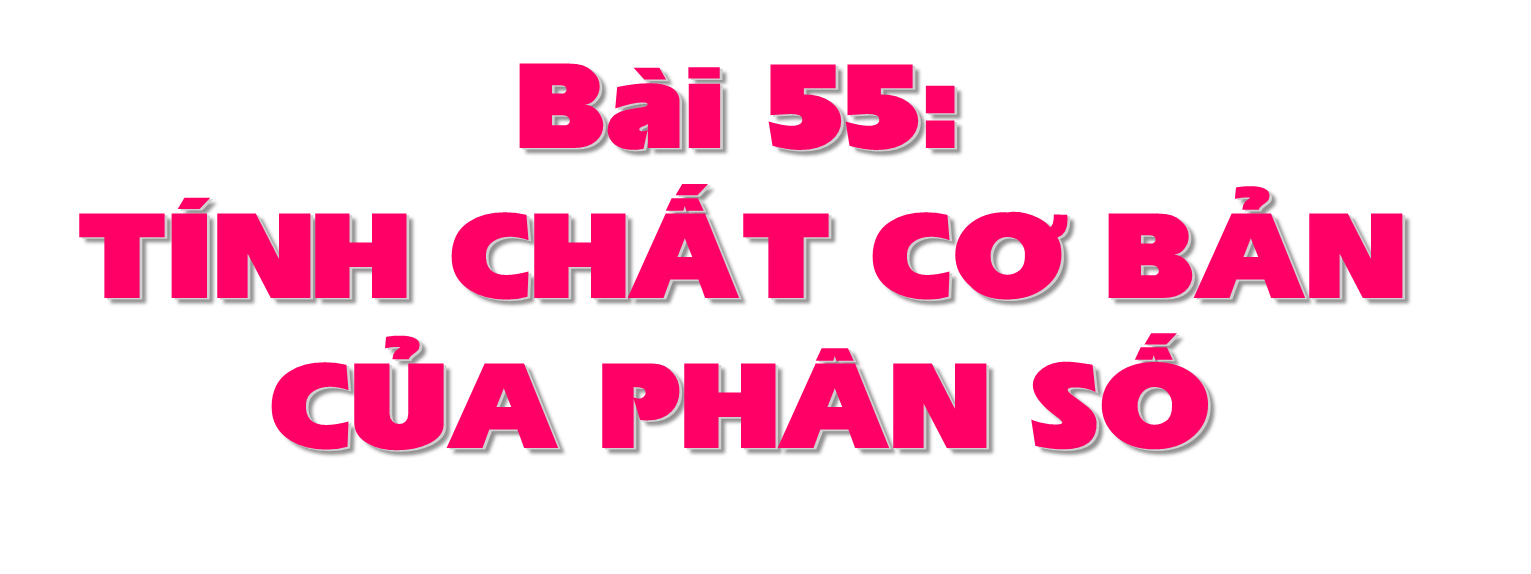 Bài 55:
TÍNH CHẤT CƠ BẢN
CỦA PHÂN SỐ